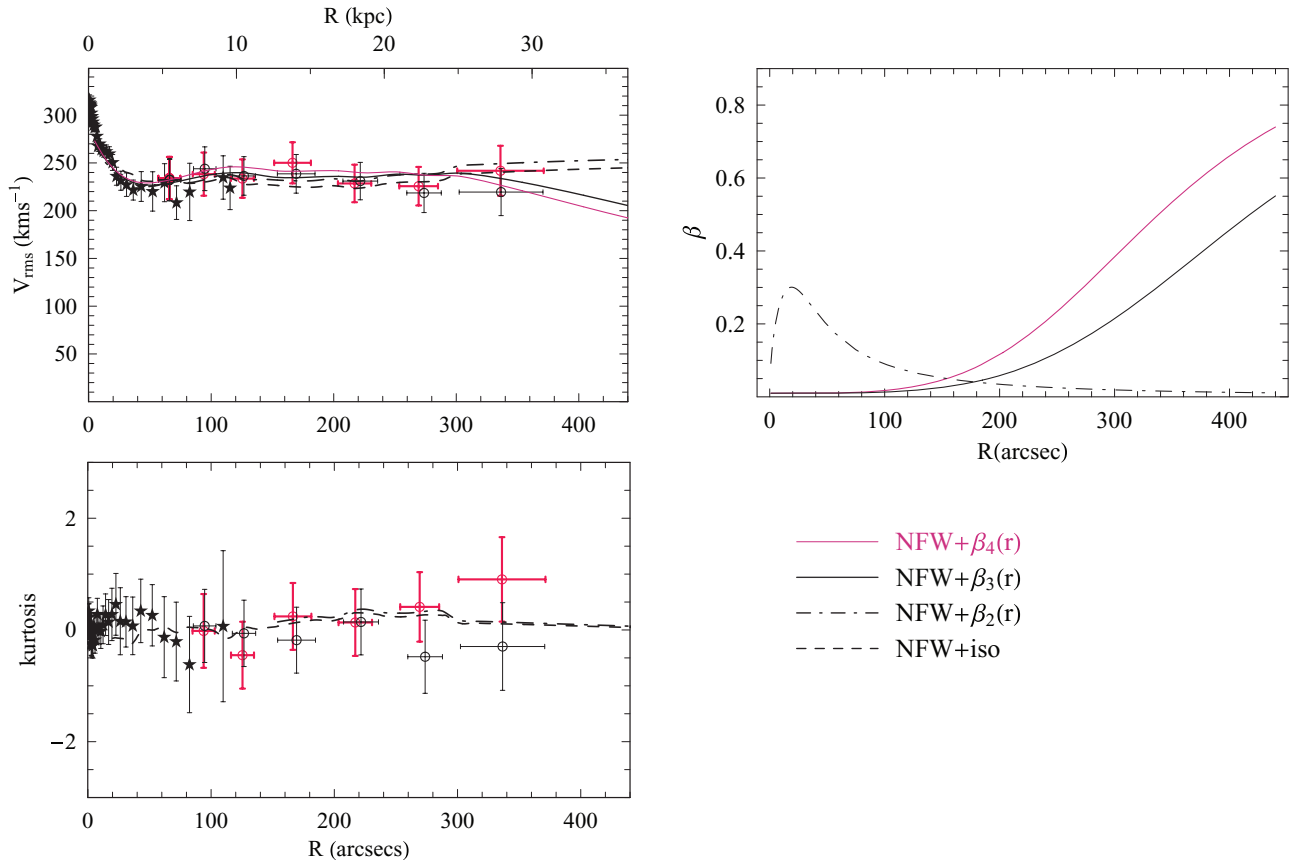 R (kpc)
0 10 20 30
300
250
200
150
100
50
V_rms (kms⁻¹)
0 100 200 300 400
0.8
0.6
0.4
0.2
β
0 100 200 300 400
R(arcsec)
2
0
−2
kurtosis
0 100 200 300 400
R (arcsecs)
NFW+β₄(r)
NFW+β₃(r)
NFW+β₂(r)
NFW+iso